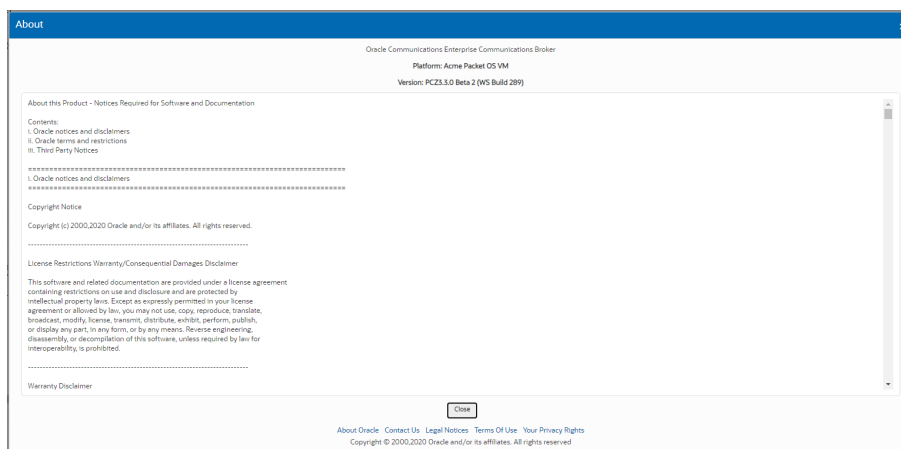 About
Oracle Communications Enterprise Communications Broker
Platform: Acme Packet OS VM
Version: PCZ3.3.0 Beta 2 (WS Build 289)
About this Product - Notices Required for Software and Documentation
Contents:
i. Oracle notices and disclaimers
ii. Oracle terms and restrictions
iii. Third Party Notices
===========================================================================
i. Oracle notices and disclaimers
===========================================================================
Copyright Notice
Copyright (c) 2000,2020 Oracle and/or its affiliates. All rights reserved.
---------------------------------------------------------------------------
License Restrictions Warranty/Consequential Damages Disclaimer
This software and related documentation are provided under a license agreement
containing restrictions on use and disclosure and are protected by
intellectual property laws. Except as expressly permitted in your license
agreement or allowed by law, you may not use, copy, reproduce, translate,
broadcast, modify, license, transmit, distribute, exhibit, perform, publish,
or display any part, in any form, or by any means. Reverse engineering,
disassembly, or decompilation of this software, unless required by law for
interoperability, is prohibited.
---------------------------------------------------------------------------
Warranty Disclaimer
Close
About Oracle Contact Us Legal Notices Terms Of Use Your Privacy Rights
Copyright © 2000,2020 Oracle and/or its affiliates. All rights reserved